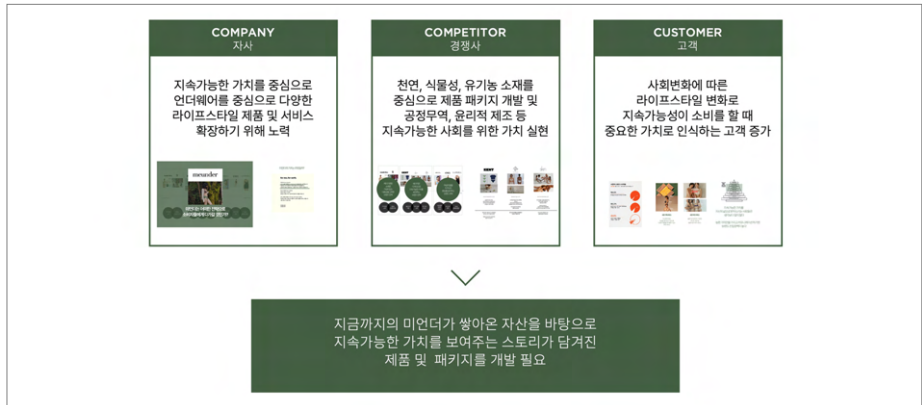 COMPANY
자사
지속가능한 가치를 중심으로
언더웨어를 중심으로 다양한
라이프스타일 제품 및 서비스
확장하기 위해 노력
meander
COMPETITOR
경쟁사
천연, 식물성, 유기농 소재를
중심으로 제품 패키지 개발 및
공정무역, 윤리적 제조 등
지속가능한 사회를 위한 가치 실현
CUSTOMER
고객
사회변화에 따른
라이프스타일 변화로
지속가능성이 소비를 할 때
중요한 가치로 인식하는 고객 증가
지금까지의 미언더가 쌓아온 자산을 바탕으로
지속가능한 가치를 보여주는 스토리가 담겨진
제품 및 패키지를 개발 필요